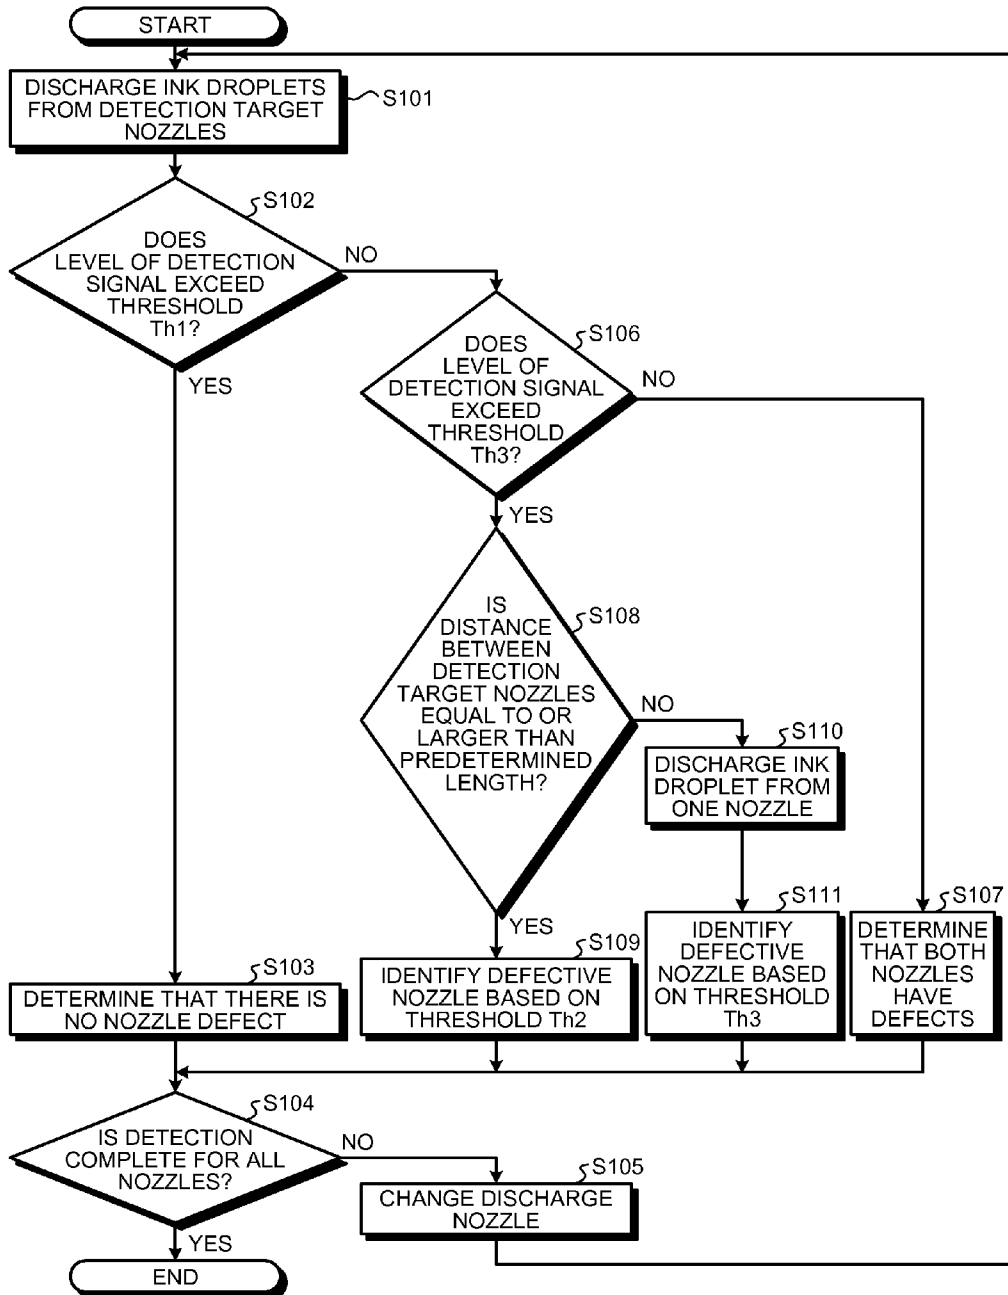 START
DISCHARGE INK DROPLETS
FROM DETECTION TARGET
NOZZLES
S101
S102
DOES
LEVEL OF DETECTION
SIGNAL EXCEED
THRESHOLD
Th1?
NO
YES
S106
DOES
LEVEL OF
DETECTION SIGNAL
EXCEED
THRESHOLD
Th3?
NO
YES
S108
IS
DISTANCE
BETWEEN
DETECTION
TARGET NOZZLES
EQUAL TO OR
LARGER THAN
PREDETERMINED
LENGTH?
NO
YES
S110
DISCHARGE INK
DROPLET FROM
ONE NOZZLE
S103
DETERMINE THAT THERE IS
NO NOZZLE DEFECT
S109
IDENTIFY DEFECTIVE
NOZZLE BASED ON
THRESHOLD Th2
S111
IDENTIFY
DEFECTIVE
NOZZLE BASED
ON THRESHOLD
Th3
S107
DETERMINE
THAT BOTH
NOZZLES
HAVE
DEFECTS
S104
IS DETECTION
COMPLETE FOR ALL
NOZZLES?
NO
YES
S105
CHANGE DISCHARGE
NOZZLE
END